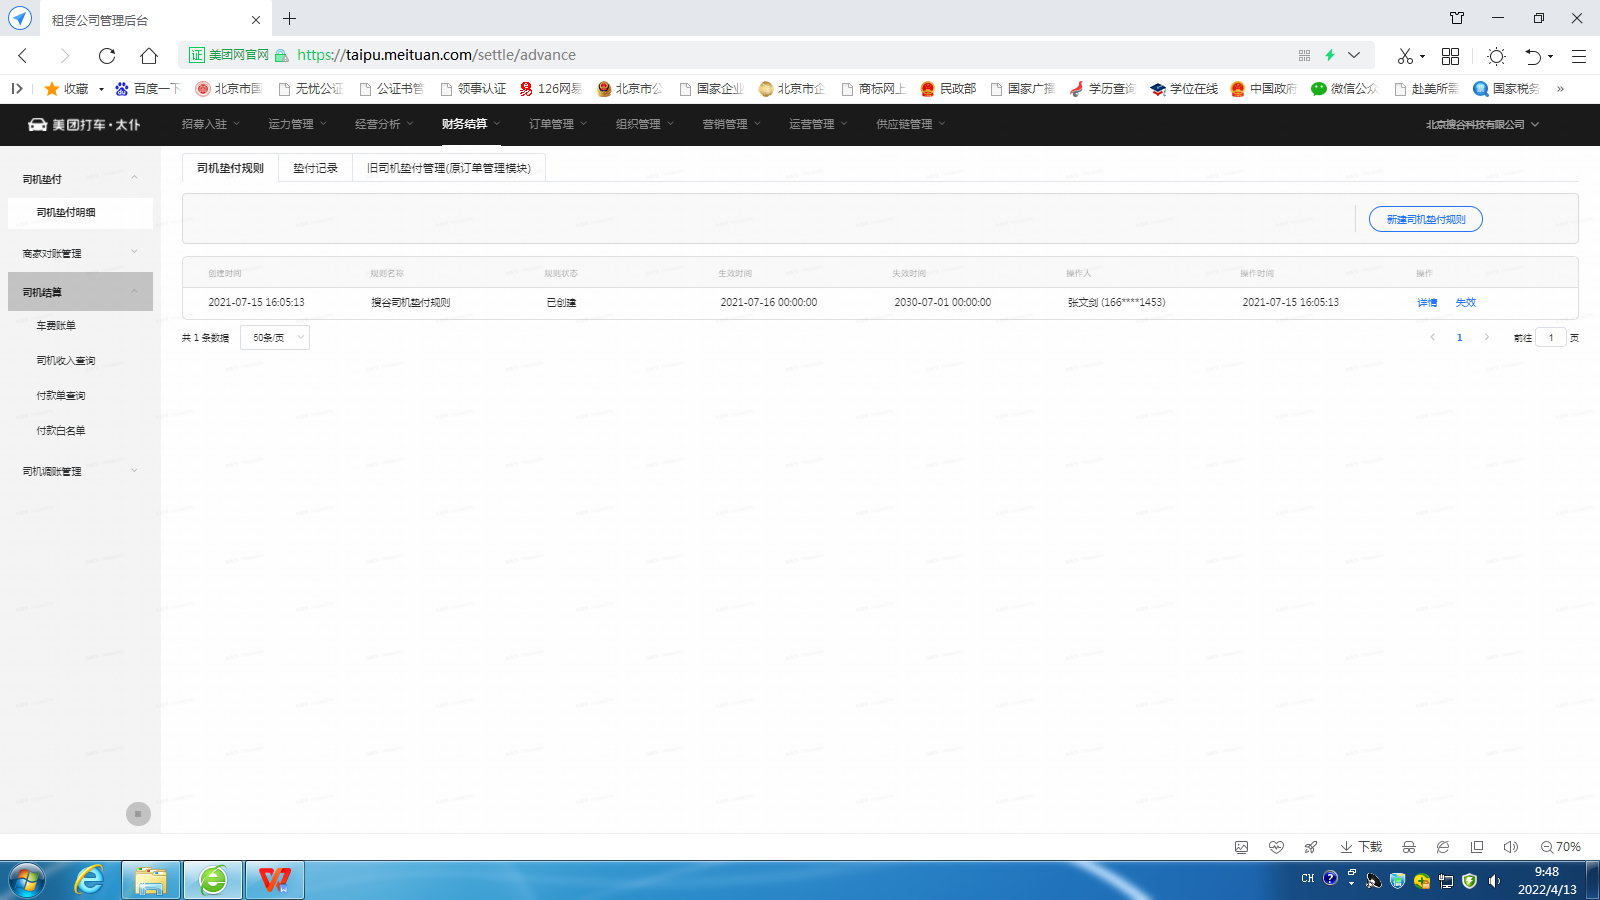 租赁公司管理后台
证 美团网官网 https://taipu.meituan.com/settle/advance
收藏 百度一下 北京市国 无忧公证 公证书管 领事认证 126网易 北京市公 国家企业 北京市企 商标网上 民政部 国家广播 学历查询 学位在线 中国政府 微信公众 赴美所需 国家税务 »
美团打车·太仆 招募入驻 运力管理 经营分析 财务结算 订单管理 组织管理 营销管理 运营管理 供应链管理 北京搜谷科技有限公司
司机垫付
司机垫付明细
商家对账管理
司机结算
车费账单
司机收入查询
付款单查询
付款白名单
司机调账管理
司机垫付规则 垫付记录 旧司机垫付管理(原订单管理模块)
新建司机垫付规则
创建时间 规则名称 规则状态 生效时间 失效时间 操作人 操作时间 操作
2021-07-15 16:05:13 搜谷司机垫付规则 已创建 2021-07-16 00:00:00 2030-07-01 00:00:00 张文剑 (166****1453) 2021-07-15 16:05:13 详情 失效
共 1 条数据 50条/页 1 前往 1 页
下载 70%
CH 9:48
2022/4/13